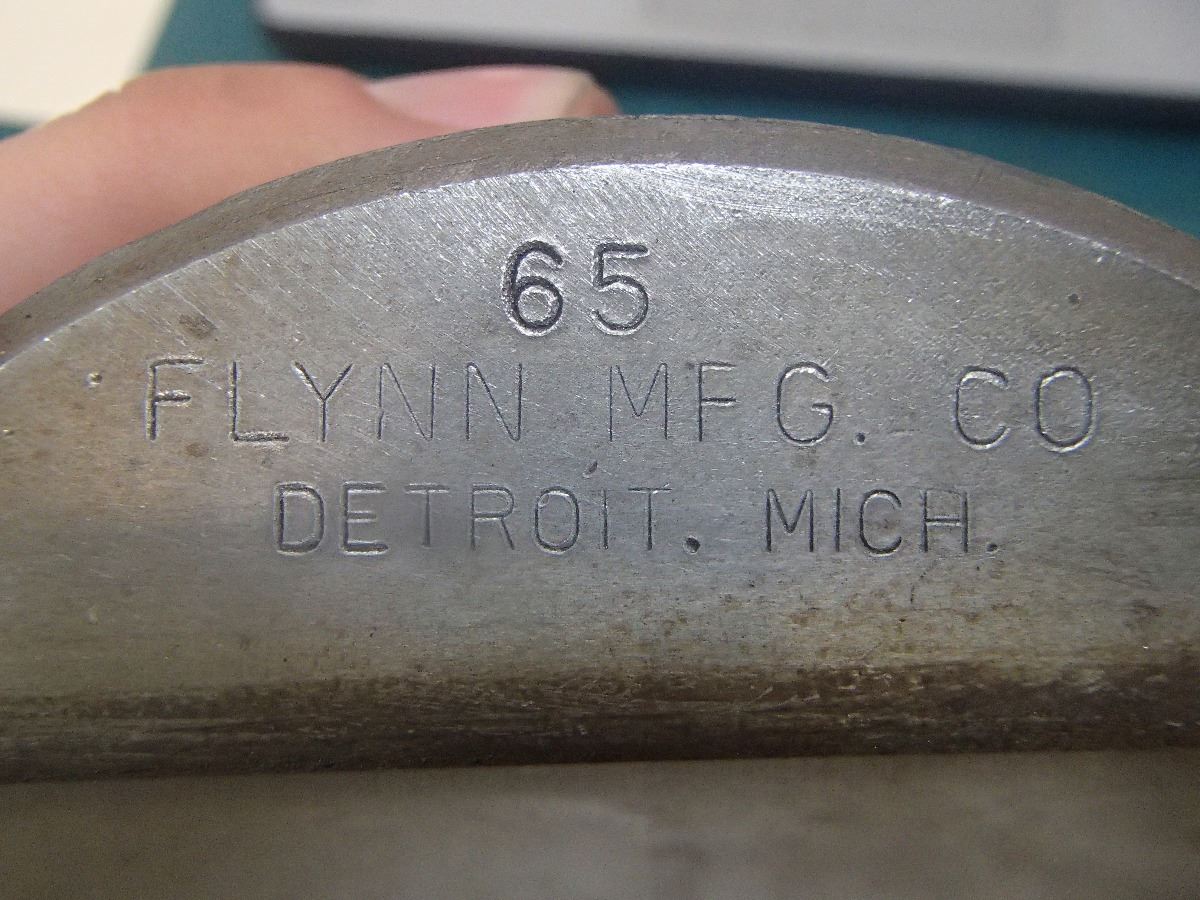 65
FLYNN MFG. CO
DETROIT. MICH.